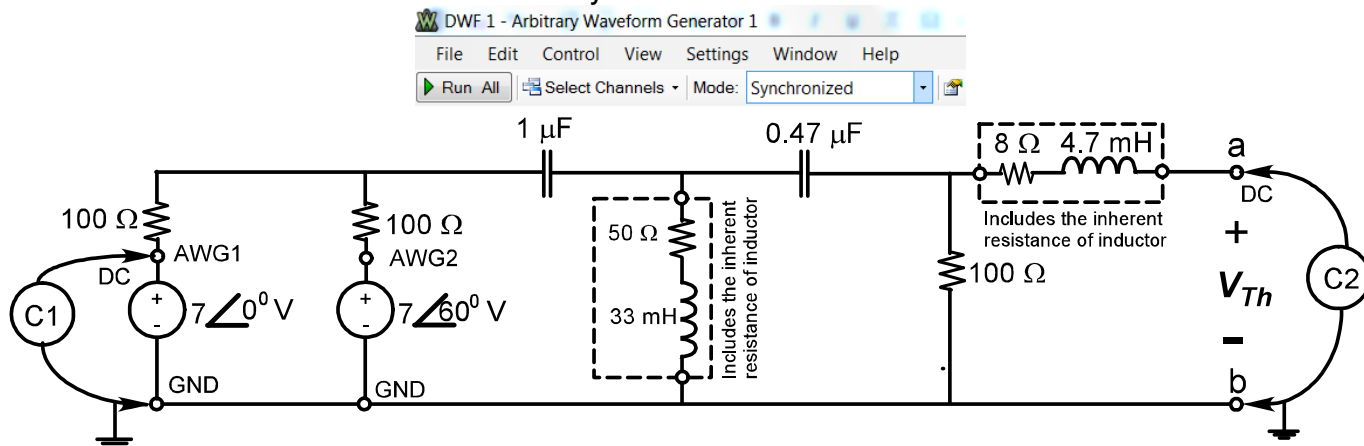 DWF 1 - Arbitrary Waveform Generator 1
File Edit Control View Settings Window Help
Run All Select Channels Mode: Synchronized
1 μF
0.47 μF
8 Ω 4.7 mH
a
DC
Includes the inherent
resistance of inductor
100 Ω
AWG1
DC
C1
+
-
7∠0⁰ V
GND
100 Ω
AWG2
+
-
7∠60⁰ V
GND
50 Ω
33 mH
Includes the inherent
resistance of inductor
100 Ω
+
V_Th
-
C2
b